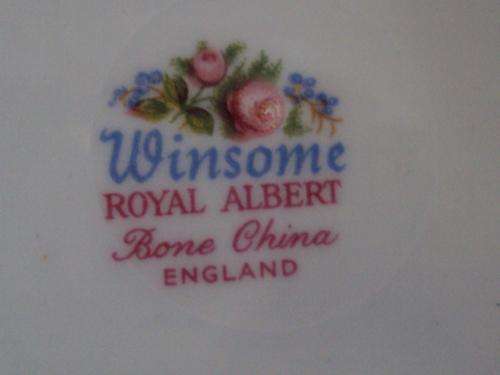 Winsome
ROYAL ALBERT
Bone China
ENGLAND